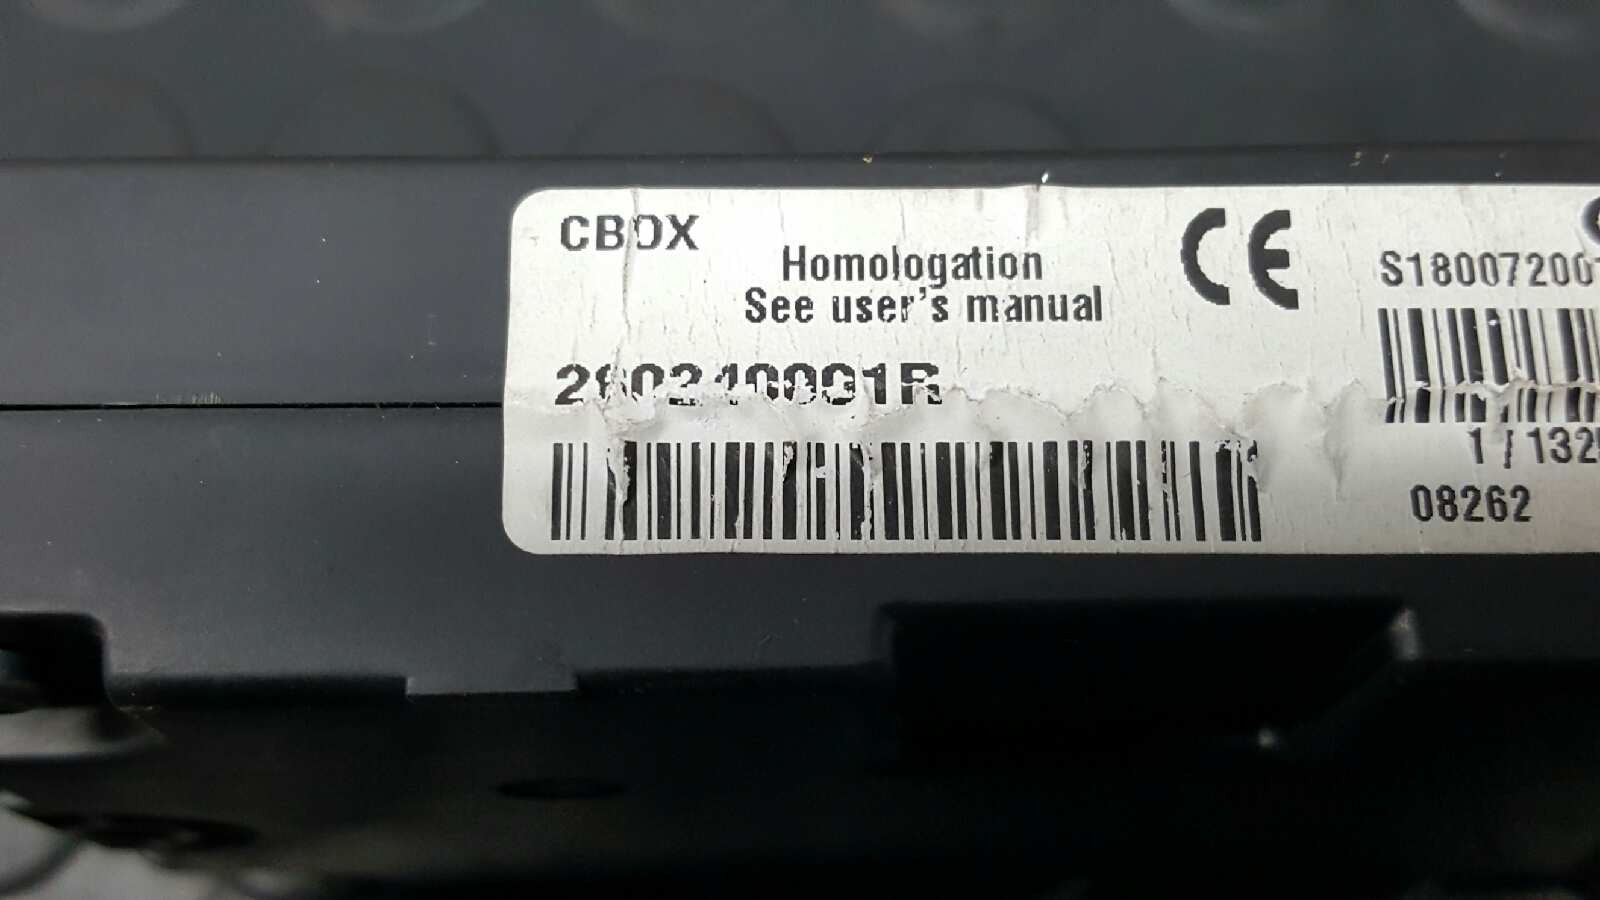 CBOX
Homologation
See user's manual
CE
S18007200
280340001R
1/132
08262